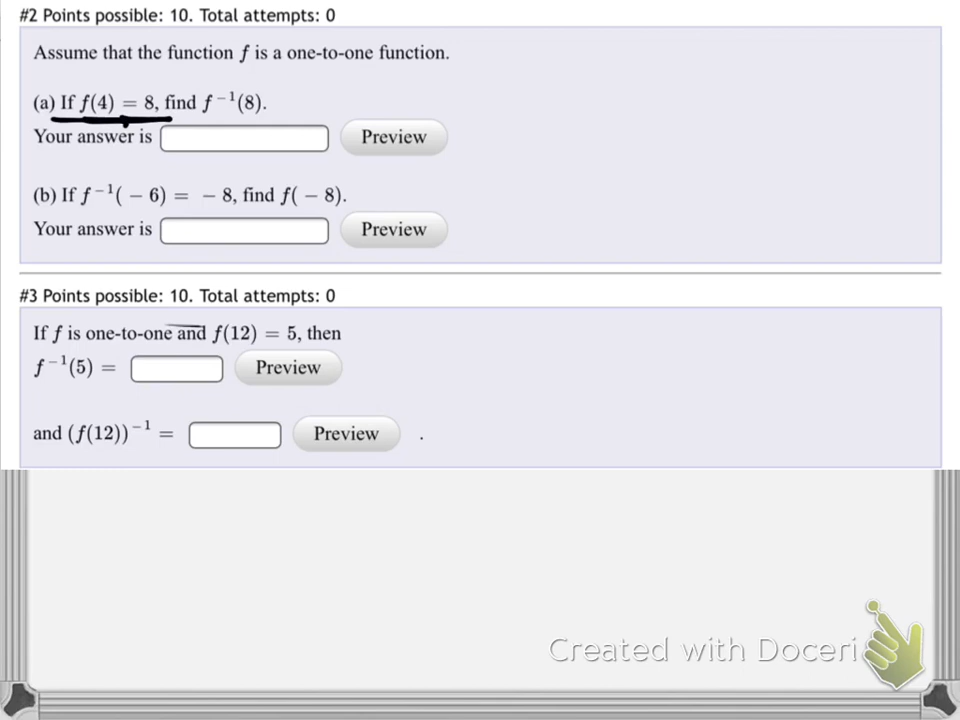 #2 Points possible: 10. Total attempts: 0
Assume that the function f is a one-to-one function.
(a) If f(4) = 8, find f⁻¹(8).
Your answer is Preview
(b) If f⁻¹( − 6) = − 8, find f( − 8).
Your answer is Preview
#3 Points possible: 10. Total attempts: 0
If f is one-to-one and f(12) = 5, then
f⁻¹(5) = Preview
and (f(12))⁻¹ = Preview .
Created with Doceri